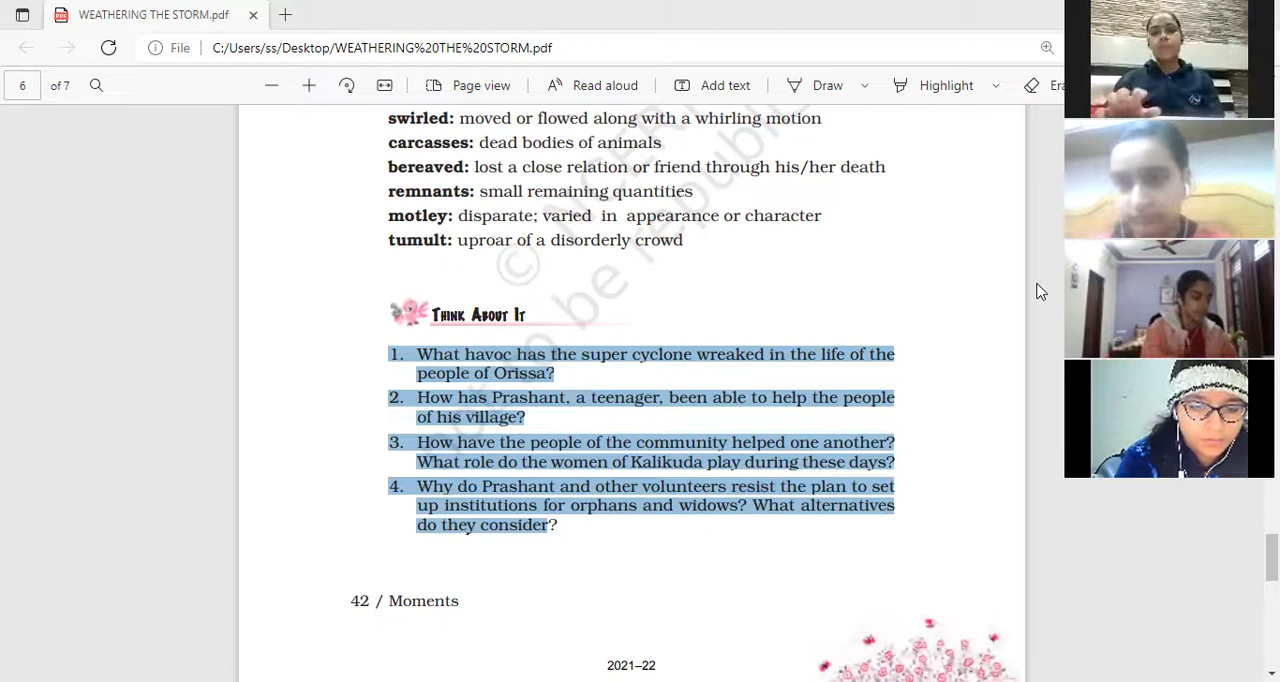 WEATHERING THE STORM.pdf
File C:/Users/ss/Desktop/WEATHERING%20THE%20STORM.pdf
6 of 7 Page view Read aloud Add text Draw Highlight
swirled: moved or flowed along with a whirling motion
carcasses: dead bodies of animals
bereaved: lost a close relation or friend through his/her death
remnants: small remaining quantities
motley: disparate; varied in appearance or character
tumult: uproar of a disorderly crowd
© NCERT
not to be republished
Think About It
1. What havoc has the super cyclone wreaked in the life of the
people of Orissa?
2. How has Prashant, a teenager, been able to help the people
of his village?
3. How have the people of the community helped one another?
What role do the women of Kalikuda play during these days?
4. Why do Prashant and other volunteers resist the plan to set
up institutions for orphans and widows? What alternatives
do they consider?
42 / Moments
2021–22